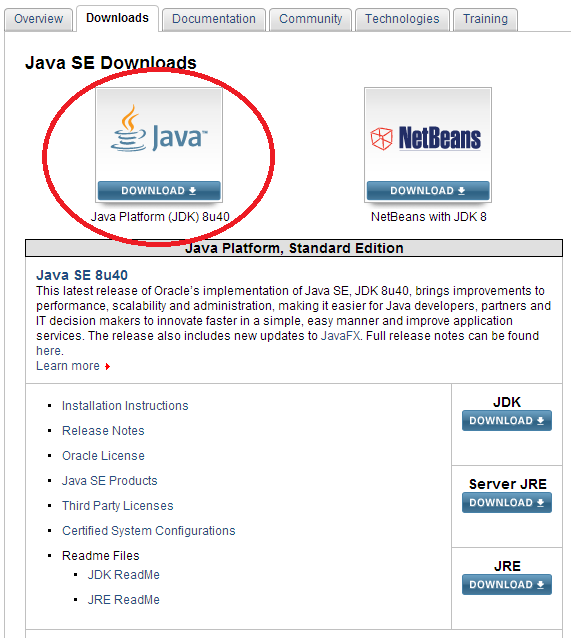 Overview Downloads Documentation Community Technologies Training
Java SE Downloads
Java™ NetBeans
DOWNLOAD DOWNLOAD
Java Platform (JDK) 8u40 NetBeans with JDK 8
Java Platform, Standard Edition
Java SE 8u40
This latest release of Oracle's implementation of Java SE, JDK 8u40, brings improvements to
performance, scalability and administration, making it easier for Java developers, partners and
IT decision makers to innovate faster in a simple, easy manner and improve application
services. The release also includes new updates to JavaFX. Full release notes can be found
here.
Learn more
Installation Instructions
Release Notes
Oracle License
Java SE Products
Third Party Licenses
Certified System Configurations
Readme Files
JDK ReadMe
JRE ReadMe
JDK
DOWNLOAD
Server JRE
DOWNLOAD
JRE
DOWNLOAD